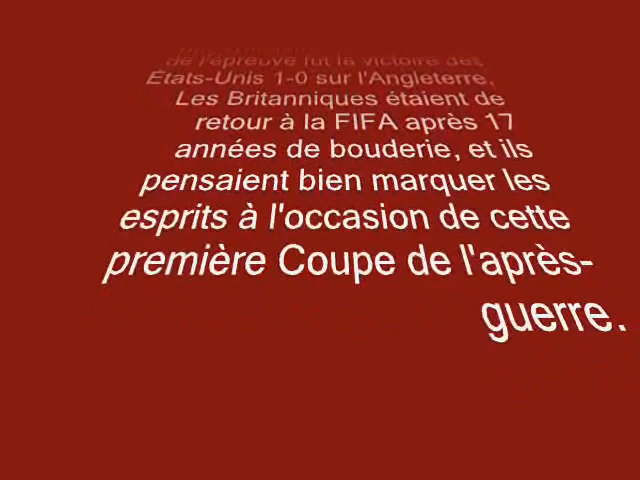 de l'épreuve fut la victoire des
États-Unis 1-0 sur l'Angleterre.
Les Britanniques étaient de
retour à la FIFA après 17
années de bouderie, et ils
pensaient bien marquer les
esprits à l'occasion de cette
première Coupe de l'après-
guerre.